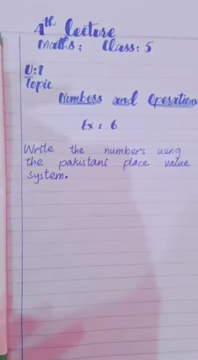 4th lecture
Maths; Class: 5
U:1
Topic
Numbers and Operation
Ex: 6
Write the numbers using
the pakistani place value
system.